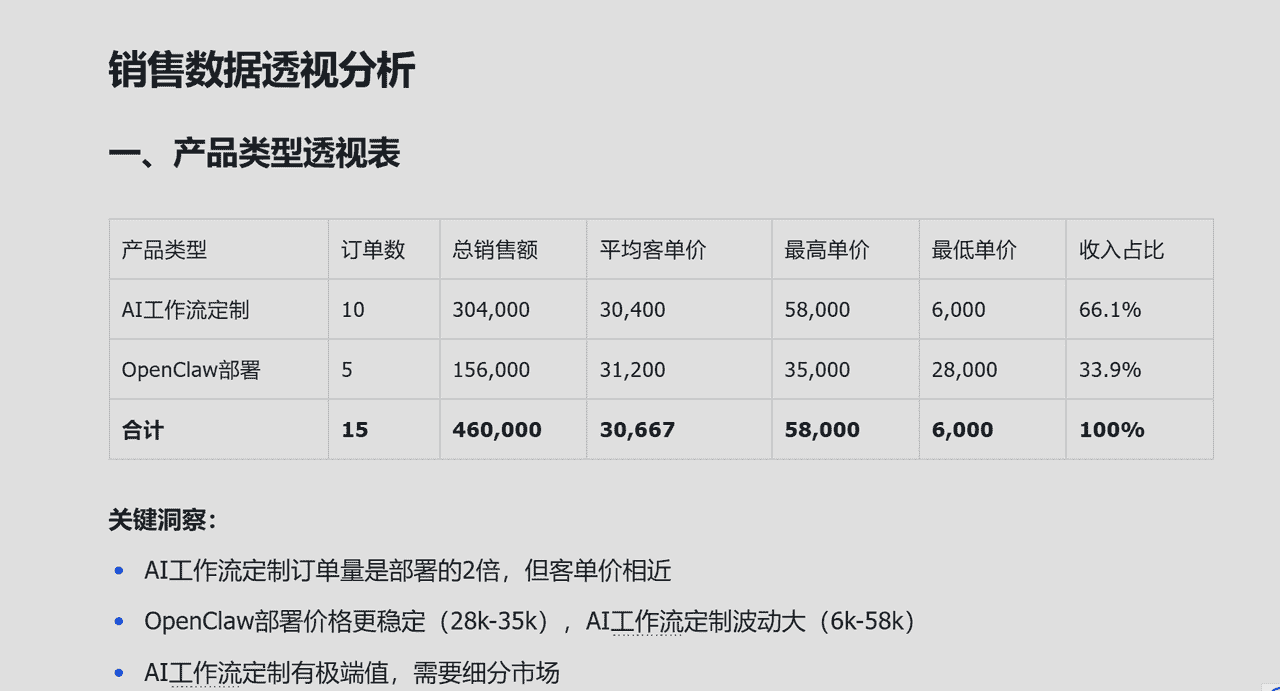 销售数据透视分析
一、产品类型透视表
产品类型 订单数 总销售额 平均客单价 最高单价 最低单价 收入占比
AI工作流定制 10 304,000 30,400 58,000 6,000 66.1%
OpenClaw部署 5 156,000 31,200 35,000 28,000 33.9%
合计 15 460,000 30,667 58,000 6,000 100%
关键洞察：
AI工作流定制订单量是部署的2倍，但客单价相近
OpenClaw部署价格更稳定（28k-35k），AI工作流定制波动大（6k-58k）
AI工作流定制有极端值，需要细分市场